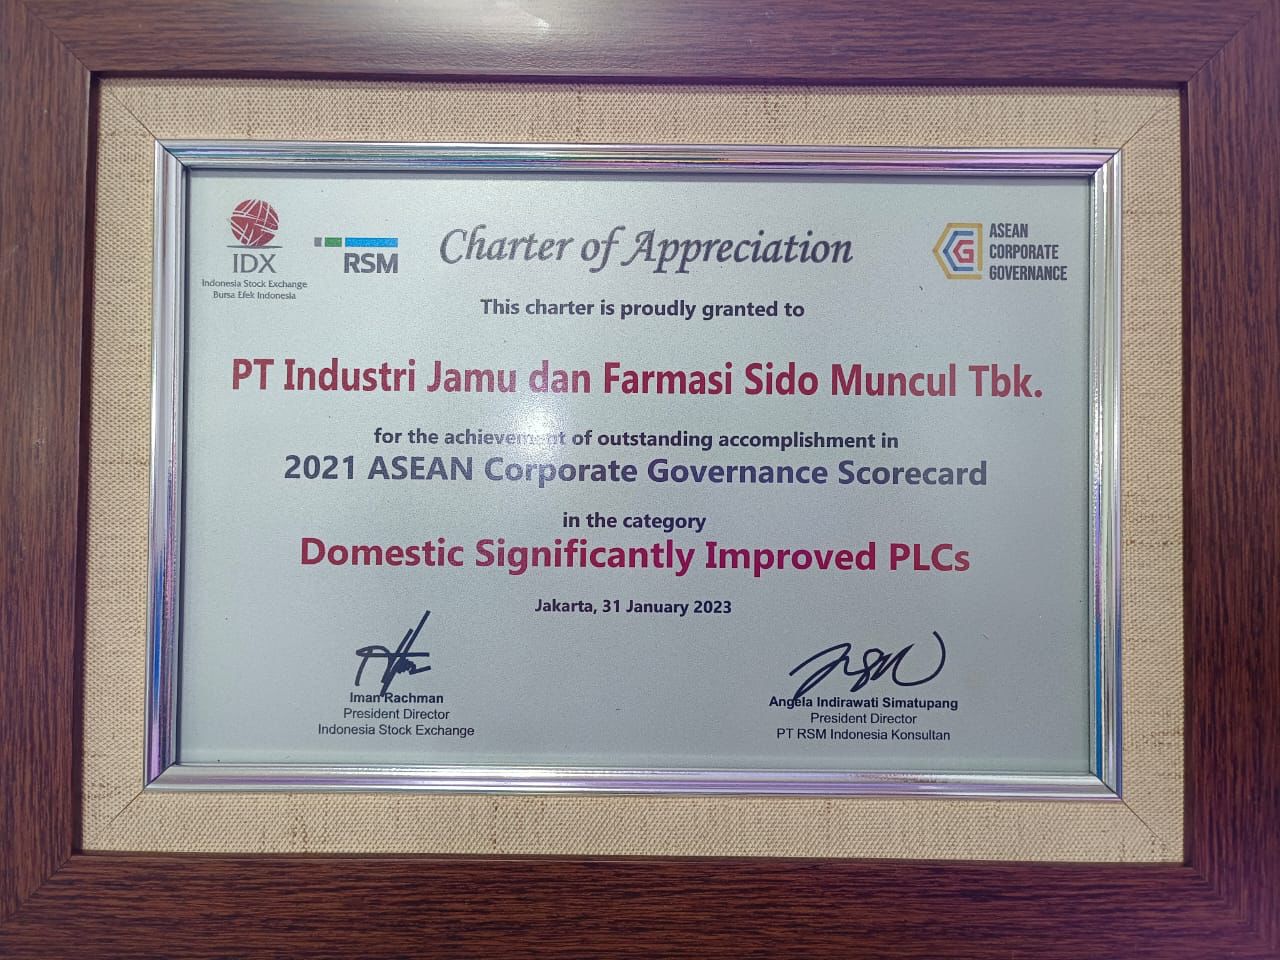 IDX
Indonesia Stock Exchange
Bursa Efek Indonesia
RSM
Charter of Appreciation
ASEAN
CORPORATE
GOVERNANCE
This charter is proudly granted to
PT Industri Jamu dan Farmasi Sido Muncul Tbk.
for the achievement of outstanding accomplishment in
2021 ASEAN Corporate Governance Scorecard
in the category
Domestic Significantly Improved PLCs
Jakarta, 31 January 2023
Iman Rachman
President Director
Indonesia Stock Exchange
Angela Indirawati Simatupang
President Director
PT RSM Indonesia Konsultan